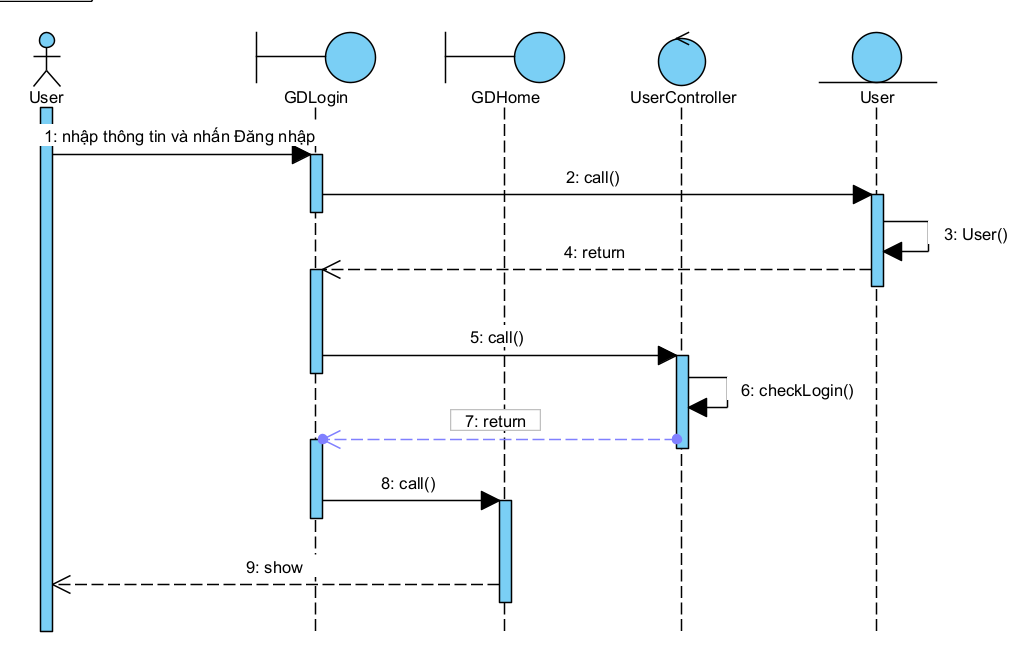 User
GDLogin
GDHome
UserController
User
1: nhập thông tin và nhấn Đăng nhập
2: call()
3: User()
4: return
5: call()
6: checkLogin()
7: return
8: call()
9: show